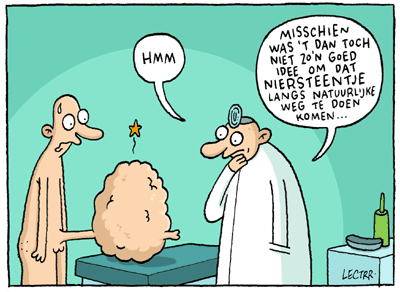 HMM
MISSCHIEN
WAS 'T DAN TOCH
NIET ZO'N GOED
IDEE OM DAT
NIERSTEENTJE
LANGS NATUURLIJKE
WEG TE DOEN
KOMEN...
LECTRR.